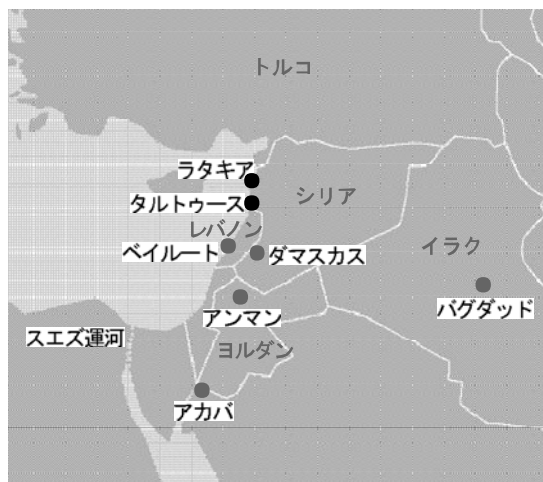 トルコ
ラタキア
シリア
タルトゥース
レバノン
イラク
ベイルート
ダマスカス
バグダッド
アンマン
スエズ運河
ヨルダン
アカバ